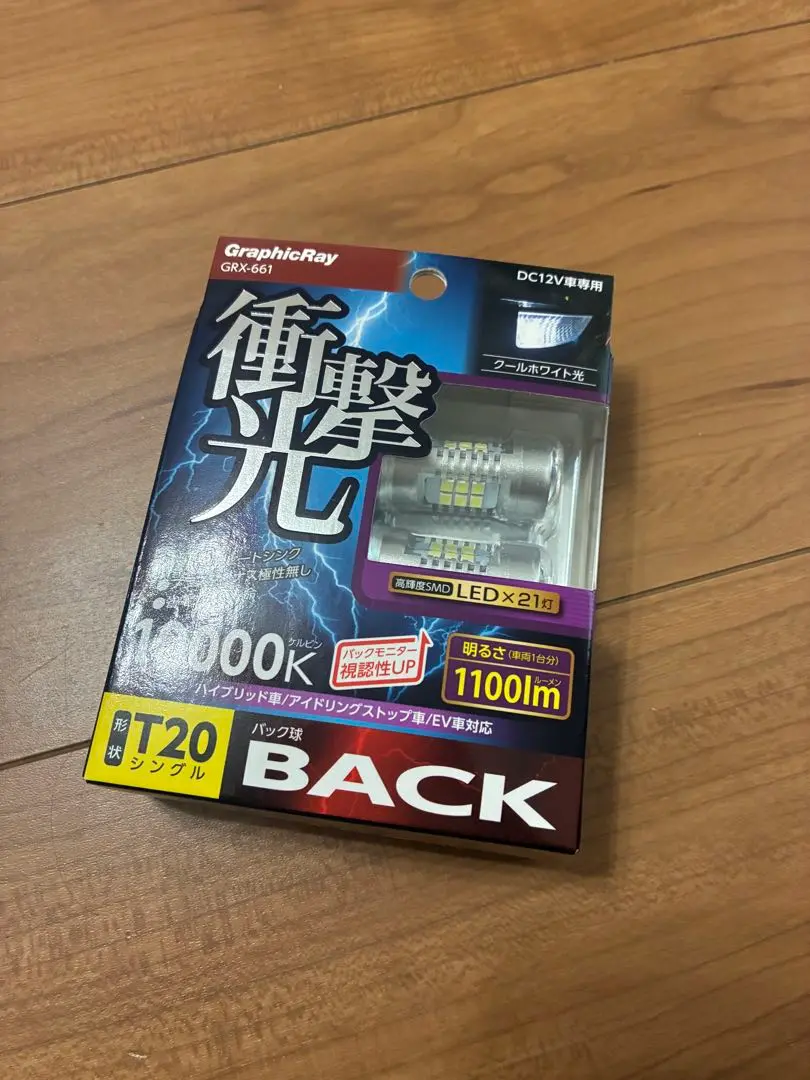 GraphicRay
GRX-661
DC12V車専用
クールホワイト光
衝撃光
ートシンク
ナス極性無し
高輝度SMD LED×21灯
ケルビン
10000K
バックモニター
視認性UP
明るさ(車両1台分)
ルーメン
1100lm
ハイブリッド車/アイドリングストップ車/EV車対応
形状
T20
シングル
バック球
BACK